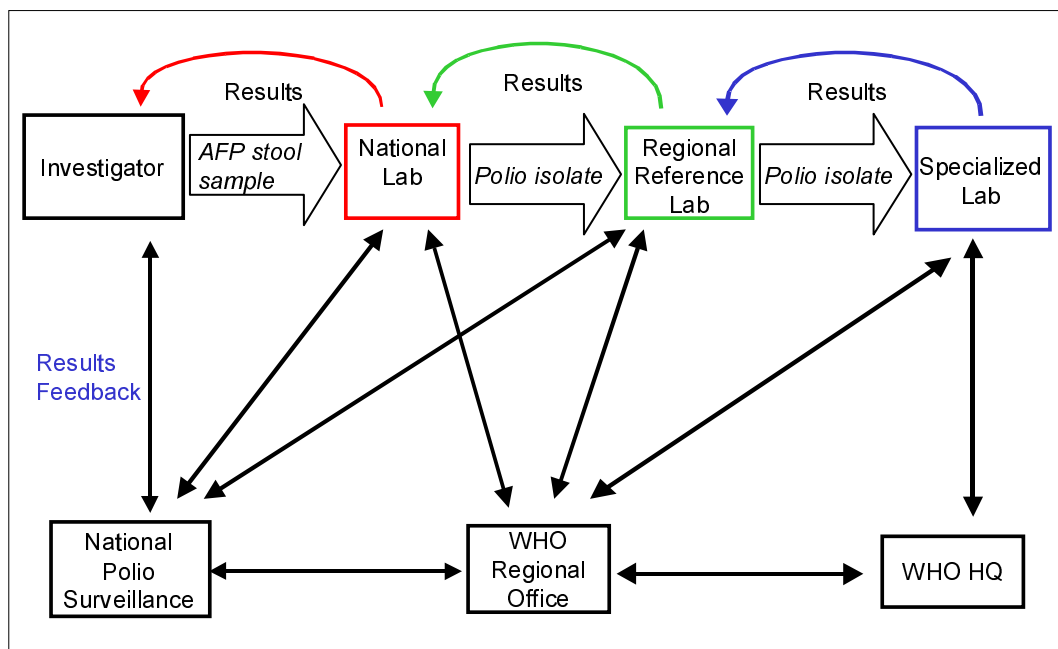 Results
Results
Results
Investigator
AFP stool
sample
National
Lab
Polio isolate
Regional
Reference
Lab
Polio isolate
Specialized
Lab
Results
Feedback
National
Polio
Surveillance
WHO
Regional
Office
WHO HQ